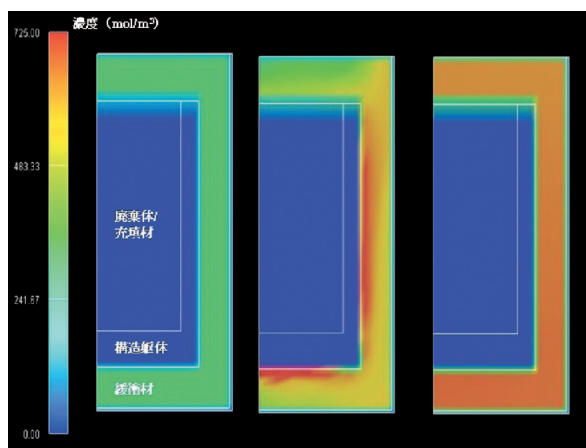 濃度（mol/m³）
725.00
483.33
241.67
0.00
廃棄体/
充填材
構造躯体
緩衝材